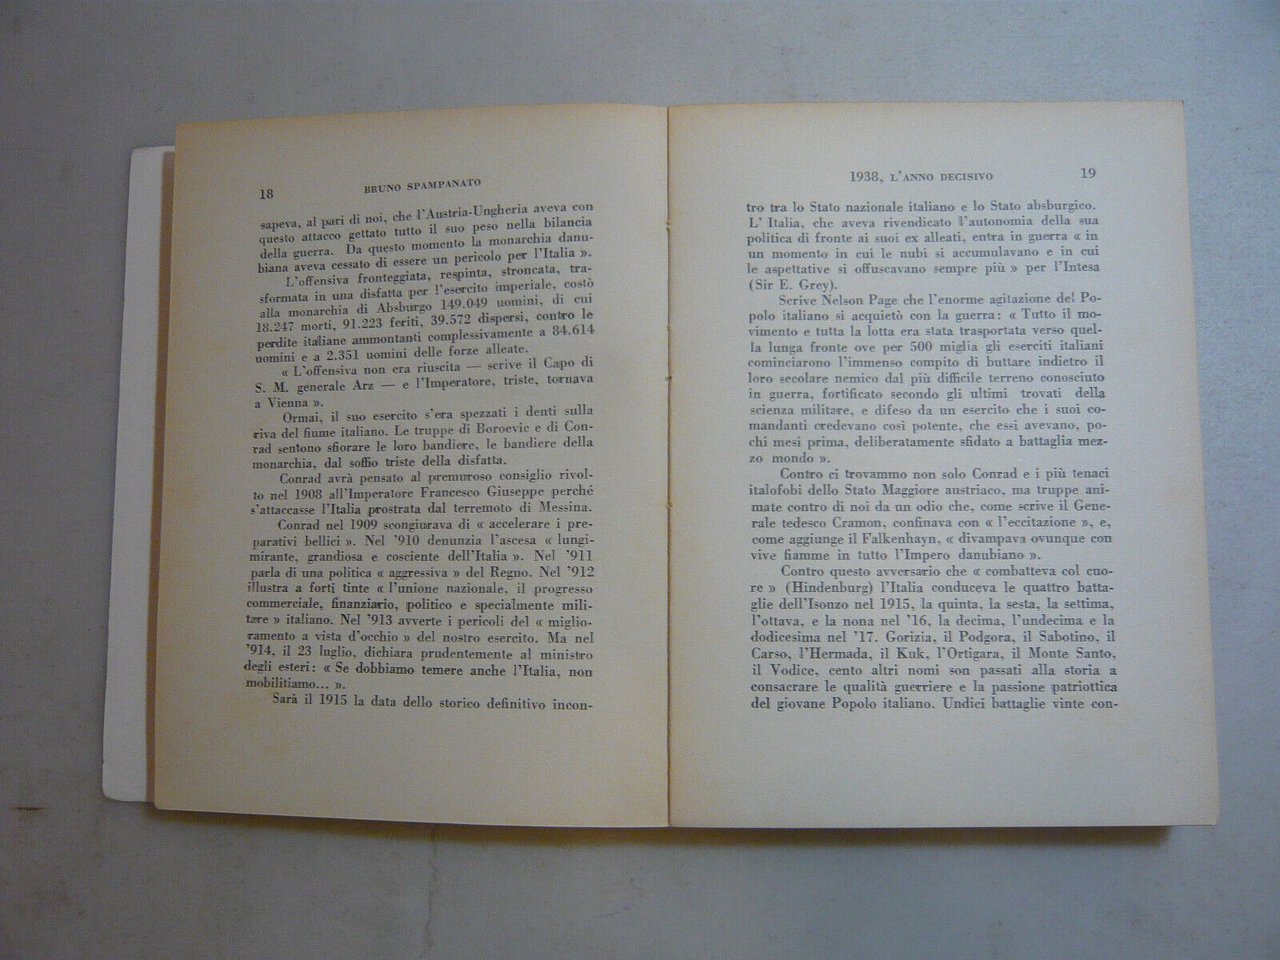 18
BRUNO SPAMPANATO
sapeva, al pari di noi, che l'Austria-Ungheria aveva con
questo attacco gettato tutto il suo peso nella bilancia
della guerra. Da questo momento la monarchia danu-
biana aveva cessato di essere un pericolo per l'Italia ».
L'offensiva fronteggiata, respinta, stroncata, tra-
sformata in una disfatta per l'esercito imperiale, costò
alla monarchia di Absburgo 149.049 uomini, di cui
18.247 morti, 91.223 feriti, 39.572 dispersi, contro le
perdite italiane ammontanti complessivamente a 84.614
uomini e a 2.351 uomini delle forze alleate.
« L'offensiva non era riuscita — scrive il Capo di
S. M. generale Arz — e l'Imperatore, triste, tornava
a Vienna ».
Ormai, il suo esercito s'era spezzati i denti sulla
riva del fiume italiano. Le truppe di Boroevic e di Con-
rad sentono sfiorare le loro bandiere, le bandiere della
monarchia, dal soffio triste della disfatta.
Conrad avrà pensato al premuroso consiglio rivol-
to nel 1908 all'Imperatore Francesco Giuseppe perché
s'attaccasse l'Italia prostrata dal terremoto di Messina.
Conrad nel 1909 scongiurava di « accelerare i pre-
parativi bellici ». Nel '910 denunzia l'ascesa « lungi-
mirante, grandiosa e cosciente dell'Italia ». Nel '911
parla di una politica « aggressiva » del Regno. Nel '912
illustra a forti tinte « l'unione nazionale, il progresso
commerciale, finanziario, politico e specialmente mili-
tare » italiano. Nel '913 avverte i pericoli del « miglio-
ramento a vista d'occhio » del nostro esercito. Ma nel
'914, il 23 luglio, dichiara prudentemente al ministro
degli esteri: « Se dobbiamo temere anche l'Italia, non
mobilitiamo... ».
Sarà il 1915 la data dello storico definitivo incon-
1938, L'ANNO DECISIVO
19
tro tra lo Stato nazionale italiano e lo Stato absburgico.
L' Italia, che aveva rivendicato l'autonomia della sua
politica di fronte ai suoi ex alleati, entra in guerra « in
un momento in cui le nubi si accumulavano e in cui
le aspettative si offuscavano sempre più » per l'Intesa
(Sir E. Grey).
Scrive Nelson Page che l'enorme agitazione del Po-
polo italiano si acquietò con la guerra: « Tutto il mo-
vimento e tutta la lotta era stata trasportata verso quel-
la lunga fronte ove per 500 miglia gli eserciti italiani
cominciarono l'immenso compito di buttare indietro il
loro secolare nemico dal più difficile terreno conosciuto
in guerra, fortificato secondo gli ultimi trovati della
scienza militare, e difeso da un esercito che i suoi co-
mandanti credevano così potente, che essi avevano, po-
chi mesi prima, deliberatamente sfidato a battaglia mez-
zo mondo ».
Contro ci trovammo non solo Conrad e i più tenaci
italofobi dello Stato Maggiore austriaco, ma truppe ani-
mate contro di noi da un odio che, come scrive il Gene-
rale tedesco Cramon, confinava con « l'eccitazione », e,
come aggiunge il Falkenhayn, « divampava ovunque con
vive fiamme in tutto l'Impero danubiano ».
Contro questo avversario che « combatteva col cuo-
re » (Hindenburg) l'Italia conduceva le quattro batta-
glie dell'Isonzo nel 1915, la quinta, la sesta, la settima,
l'ottava, e la nona nel '16, la decima, l'undecima e la
dodicesima nel '17. Gorizia, il Podgora, il Sabotino, il
Carso, l'Hermada, il Kuk, l'Ortigara, il Monte Santo,
il Vodice, cento altri nomi son passati alla storia a
consacrare le qualità guerriere e la passione patriottica
del giovane Popolo italiano. Undici battaglie vinte con-